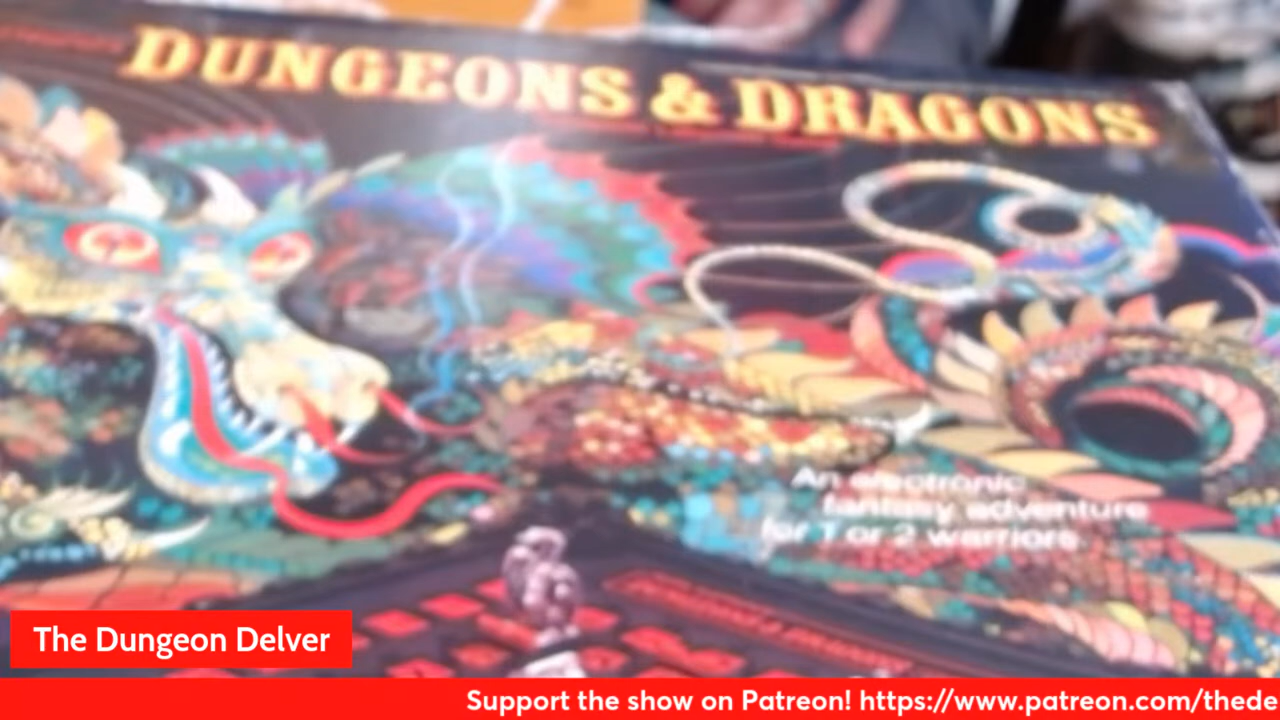 DUNGEONS & DRAGONS
An electronic
fantasy adventure
for 1 or 2 warriors
The Dungeon Delver
Support the show on Patreon! https://www.patreon.com/thede